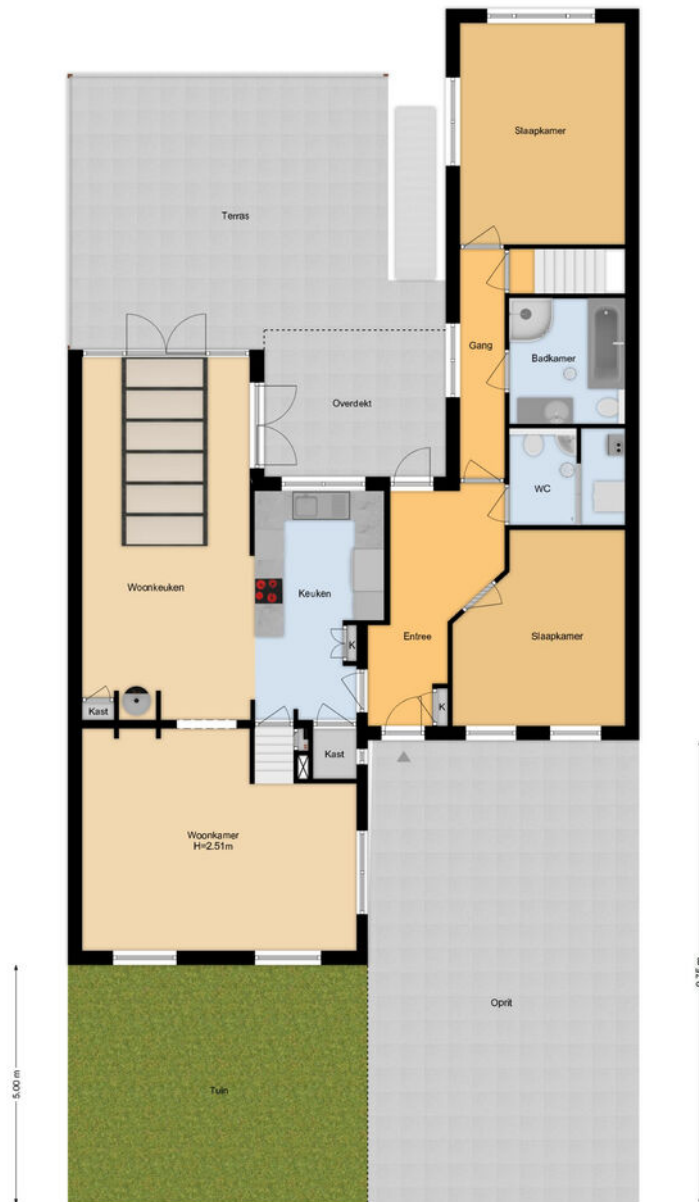 Slaapkamer
Terras
Gang
Badkamer
Overdekt
WC
Woonkeuken
Keuken
Entree
Slaapkamer
K
Kast
K
Kast
Woonkamer
H=2.51m
Oprit
5.00 m
Tuin